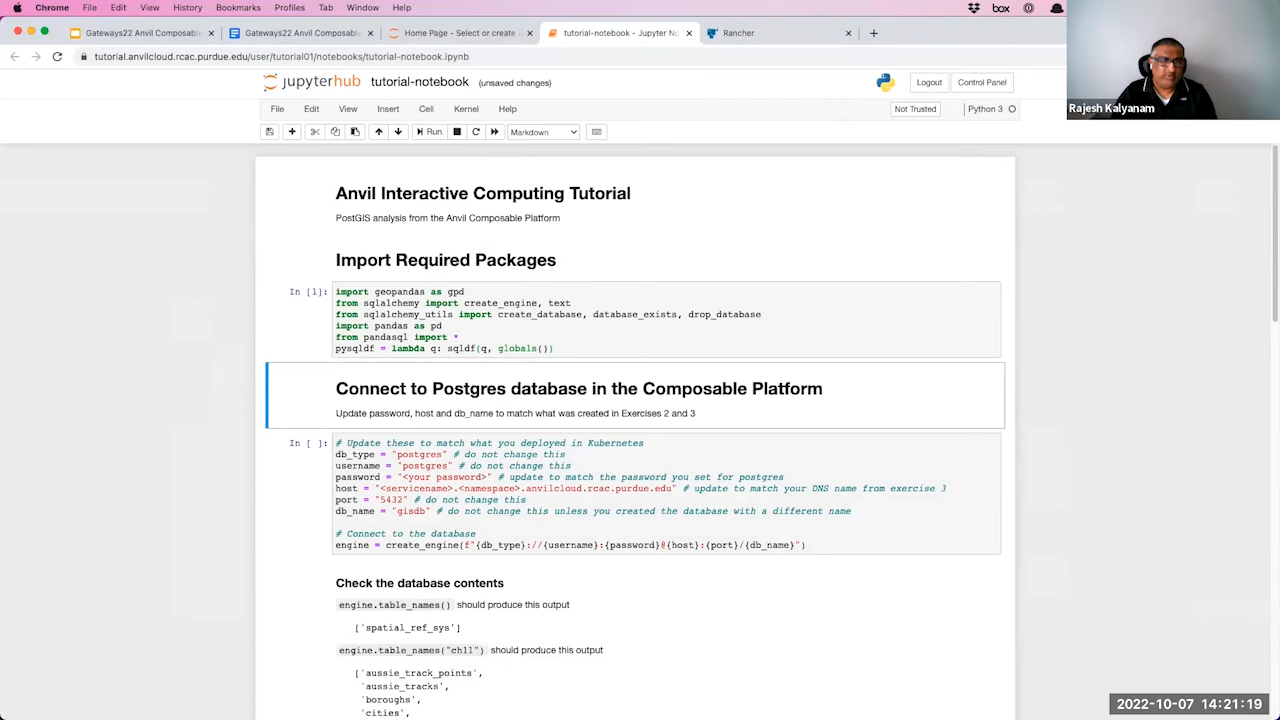 Chrome File Edit View History Bookmarks Profiles Tab Window Help box
Gateways22 Anvil Composable
Gateways22 Anvil Composable
Home Page - Select or create
tutorial-notebook - Jupyter No
Rancher
tutorial.anvilcloud.rcac.purdue.edu/user/tutorial01/notebooks/tutorial-notebook.ipynb
Rajesh Kalyanam
jupyterhub tutorial-notebook (unsaved changes) Logout Control Panel
File Edit View Insert Cell Kernel Help Not Trusted Python 3
Run Markdown
Anvil Interactive Computing Tutorial
PostGIS analysis from the Anvil Composable Platform
Import Required Packages
In [1]: import geopandas as gpd
from sqlalchemy import create_engine, text
from sqlalchemy_utils import create_database, database_exists, drop_database
import pandas as pd
from pandasql import *
pysqldf = lambda q: sqldf(q, globals())
Connect to Postgres database in the Composable Platform
Update password, host and db_name to match what was created in Exercises 2 and 3
In [ ]: # Update these to match what you deployed in Kubernetes
db_type = "postgres" # do not change this
username = "postgres" # do not change this
password = "<your password>" # update to match the password you set for postgres
host = "<servicename>.<namespace>.anvilcloud.rcac.purdue.edu" # update to match your DNS name from exercise 3
port = "5432" # do not change this
db_name = "gisdb" # do not change this unless you created the database with a different name
# Connect to the database
engine = create_engine(f"{db_type}://{username}:{password}@{host}:{port}/{db_name}")
Check the database contents
engine.table_names() should produce this output
['spatial_ref_sys']
engine.table_names("ch11") should produce this output
['aussie_track_points',
'aussie_tracks',
'boroughs',
'cities',
2022-10-07 14:21:19